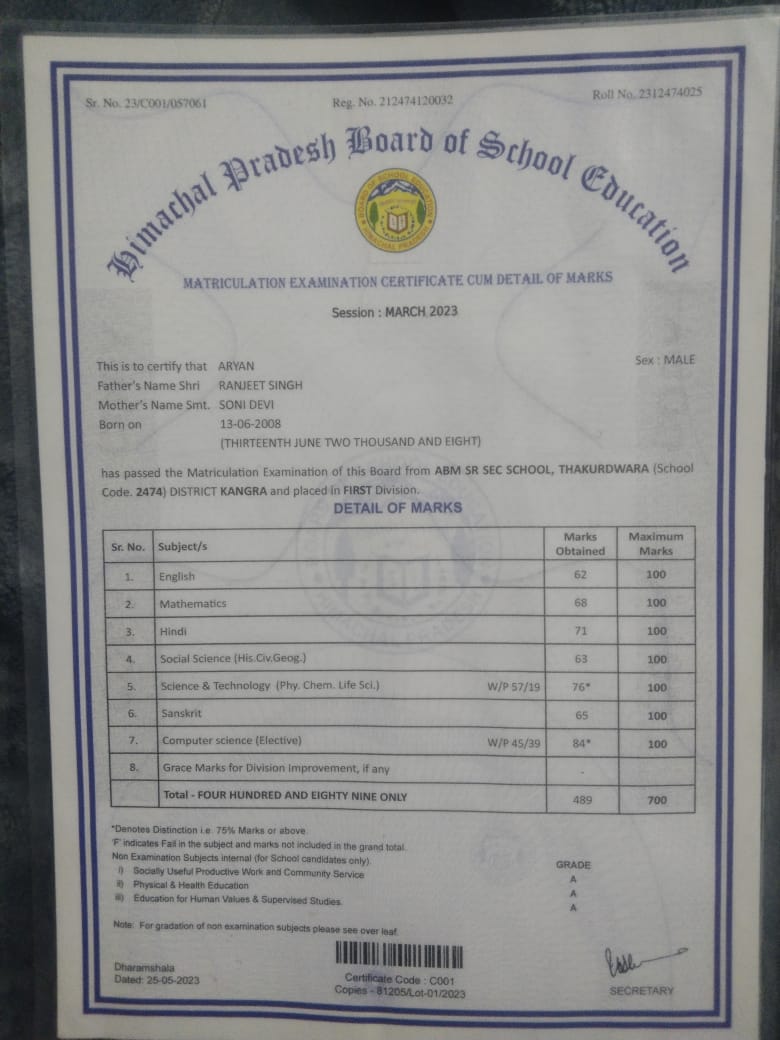 Sr. No. 23/C001/057061 Reg. No. 212474120032 Roll No. 2312474025
Himachal Pradesh Board of School Education
BOARD OF SCHOOL EDUCATION
HIMACHAL PRADESH
MATRICULATION EXAMINATION CERTIFICATE CUM DETAIL OF MARKS
Session : MARCH 2023
Sex : MALE
This is to certify that ARYAN
Father's Name Shri RANJEET SINGH
Mother's Name Smt. SONI DEVI
Born on 13-06-2008
(THIRTEENTH JUNE TWO THOUSAND AND EIGHT)
has passed the Matriculation Examination of this Board from ABM SR SEC SCHOOL, THAKURDWARA (School
Code. 2474) DISTRICT KANGRA and placed in FIRST Division.
DETAIL OF MARKS
Sr. No. Subject/s Marks Obtained Maximum Marks
1. English 62 100
2. Mathematics 68 100
3. Hindi 71 100
4. Social Science (His.Civ.Geog.) 63 100
5. Science & Technology (Phy. Chem. Life Sci.) W/P 57/19 76* 100
6. Sanskrit 65 100
7. Computer science (Elective) W/P 45/39 84* 100
8. Grace Marks for Division Improvement, if any -
Total - FOUR HUNDRED AND EIGHTY NINE ONLY 489 700
*Denotes Distinction i.e. 75% Marks or above.
'F' indicates Fail in the subject and marks not included in the grand total.
Non Examination Subjects internal (for School candidates only). GRADE
i) Socially Useful Productive Work and Community Service A
ii) Physical & Health Education A
iii) Education for Human Values & Supervised Studies. A
Note: For gradation of non examination subjects please see over leaf.
Dharamshala
Dated: 25-05-2023
Certificate Code : C001
Copies - 81205/Lot-01/2023
SECRETARY